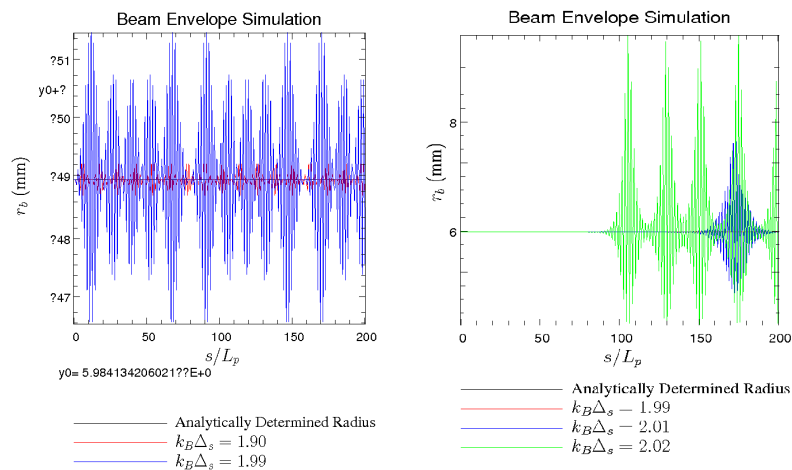 Beam Envelope Simulation
?51
y0+?
?50
?49
?48
?47
r_b (mm)
0
50
100
150
200
s/L_p
y0= 5.984134206021??E+0
Analytically Determined Radius
k_BΔ_s = 1.90
k_BΔ_s = 1.99
Beam Envelope Simulation
8
6
r_b (mm)
0
50
100
150
200
s/L_p
Analytically Determined Radius
k_BΔ_s − 1.99
k_BΔ_s − 2.01
k_BΔ_s = 2.02